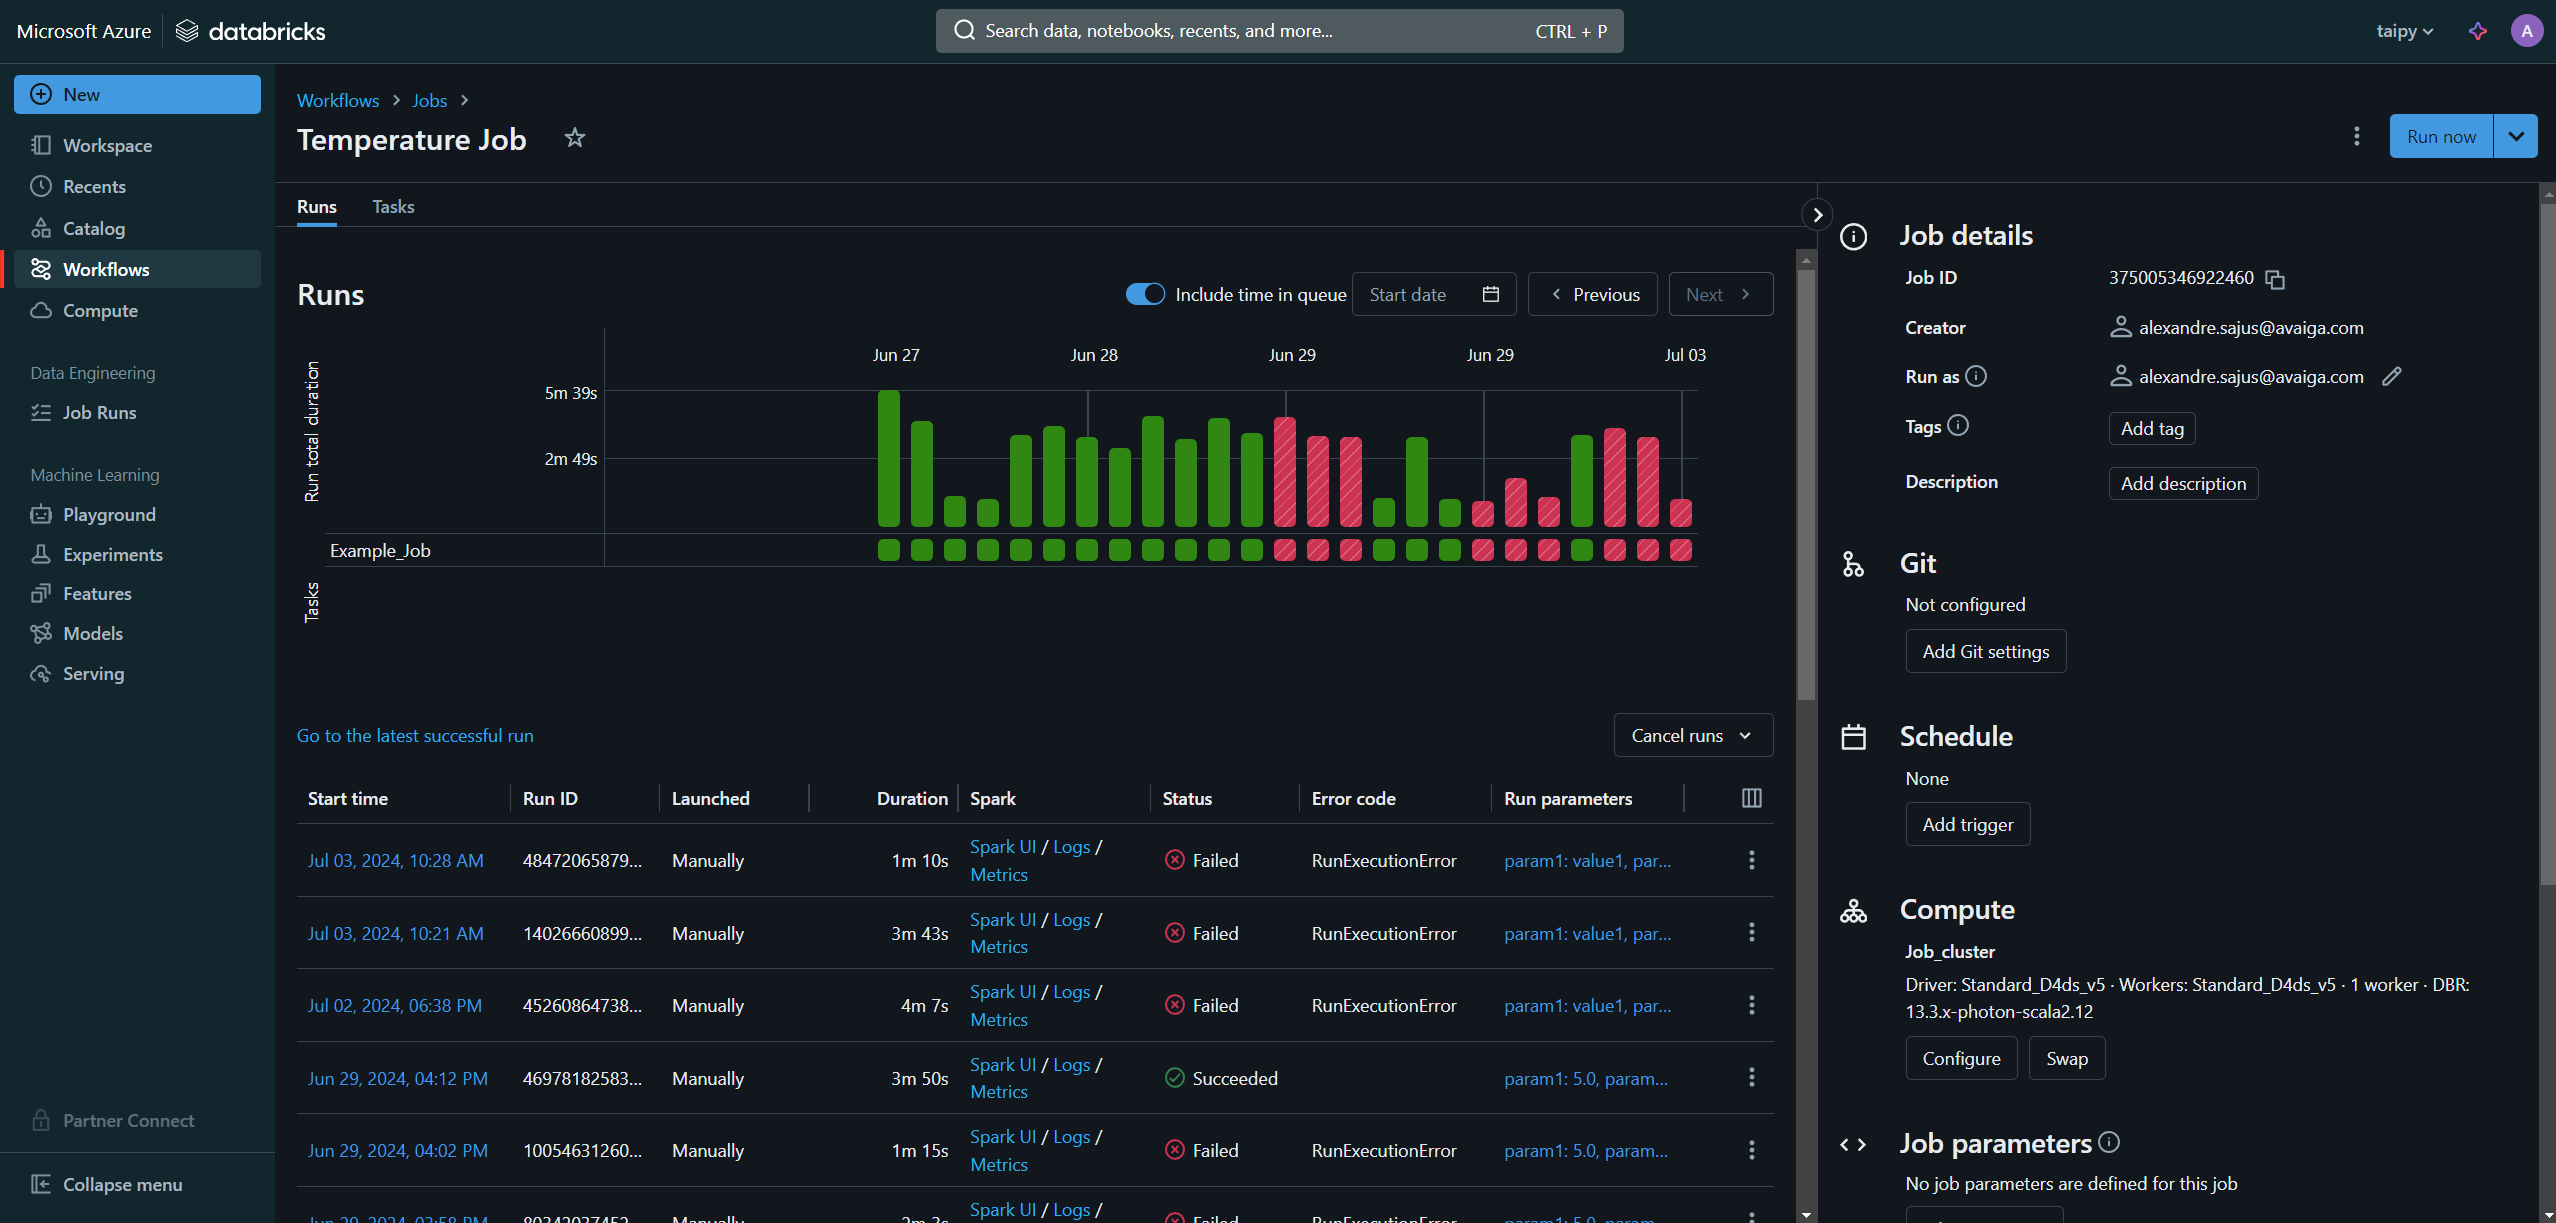 Microsoft Azure databricks
Search data, notebooks, recents, and more... CTRL + P
taipy
A
New
Workspace
Recents
Catalog
Workflows
Compute
Data Engineering
Job Runs
Machine Learning
Playground
Experiments
Features
Models
Serving
Partner Connect
Collapse menu
Workflows > Jobs >
Temperature Job
Run now
Runs Tasks
Runs
Include time in queue Start date Previous Next
Jun 27 Jun 28 Jun 29 Jun 29 Jul 03
Run total duration
5m 39s
2m 49s
Example_Job
Tasks
Go to the latest successful run
Cancel runs
Start time Run ID Launched Duration Spark Status Error code Run parameters
Jul 03, 2024, 10:28 AM 48472065879... Manually 1m 10s Spark UI / Logs / Metrics Failed RunExecutionError param1: value1, par...
Jul 03, 2024, 10:21 AM 14026660899... Manually 3m 43s Spark UI / Logs / Metrics Failed RunExecutionError param1: value1, par...
Jul 02, 2024, 06:38 PM 45260864738... Manually 4m 7s Spark UI / Logs / Metrics Failed RunExecutionError param1: value1, par...
Jun 29, 2024, 04:12 PM 46978182583... Manually 3m 50s Spark UI / Logs / Metrics Succeeded param1: 5.0, param...
Jun 29, 2024, 04:02 PM 10054631260... Manually 1m 15s Spark UI / Logs / Metrics Failed RunExecutionError param1: 5.0, param...
Spark UI / Logs /
Job details
Job ID 375005346922460
Creator alexandre.sajus@avaiga.com
Run as alexandre.sajus@avaiga.com
Tags Add tag
Description Add description
Git
Not configured
Add Git settings
Schedule
None
Add trigger
Compute
Job_cluster
Driver: Standard_D4ds_v5 · Workers: Standard_D4ds_v5 · 1 worker · DBR:
13.3.x-photon-scala2.12
Configure Swap
Job parameters
No job parameters are defined for this job